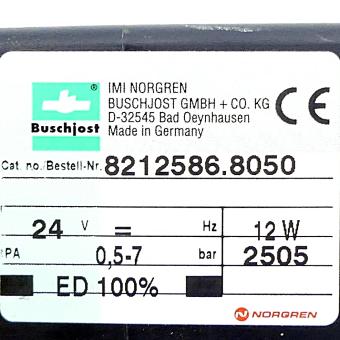 IMI NORGREN
BUSCHJOST GMBH + CO. KG
D-32545 Bad Oeynhausen
Made in Germany
CE
® Buschjost
Cat. no./Bestell-Nr. 8212586.8050
24 V = Hz 12 W
PA 0,5-7 bar 2505
ED 100%
NORGREN